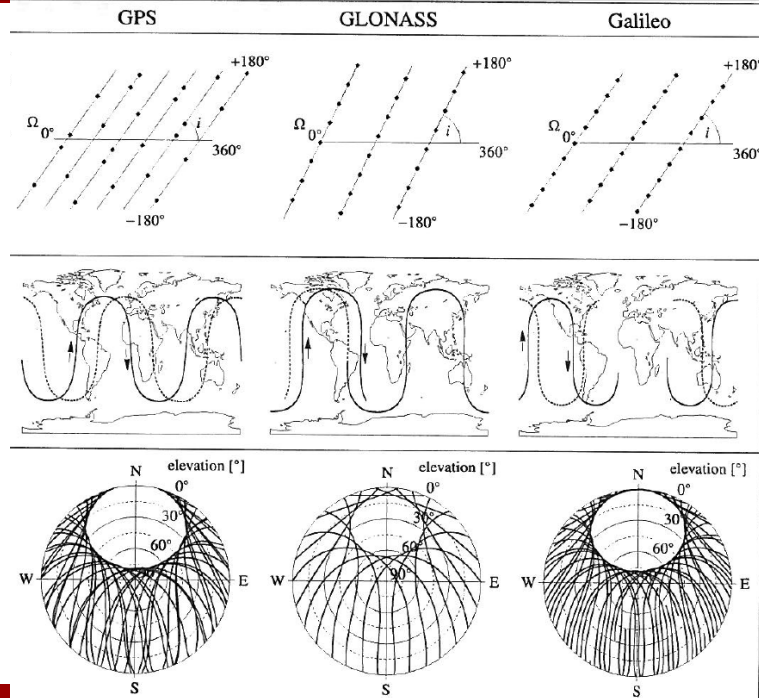 GPS GLONASS Galileo
+180° +180° +180°
Ω 0° i 360° Ω 0° i 360° Ω 0° i 360°
−180° −180° −180°
N elevation [°] N elevation [°] N elevation [°]
0° 0° 0°
30° 30° 30
60° 60 60°
90°
W E W E W E
S S S